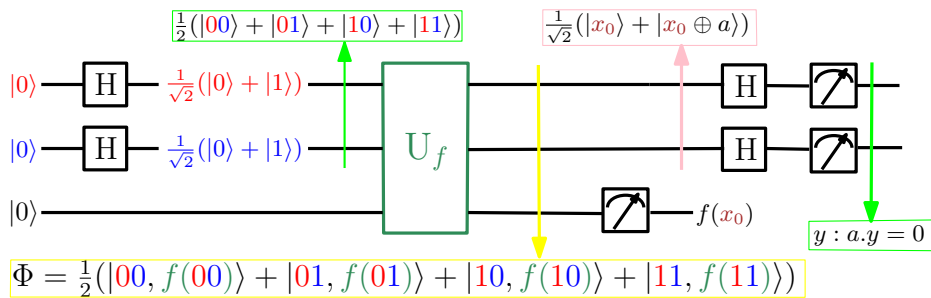 ½(|00⟩ + |01⟩ + |10⟩ + |11⟩)
1/√2(|x₀⟩ + |x₀ ⊕ a⟩)
|0⟩ H 1/√2(|0⟩ + |1⟩) H
|0⟩ H 1/√2(|0⟩ + |1⟩) U_f H
|0⟩ f(x₀)
y : a.y = 0
Φ = ½(|00, f(00)⟩ + |01, f(01)⟩ + |10, f(10)⟩ + |11, f(11)⟩)